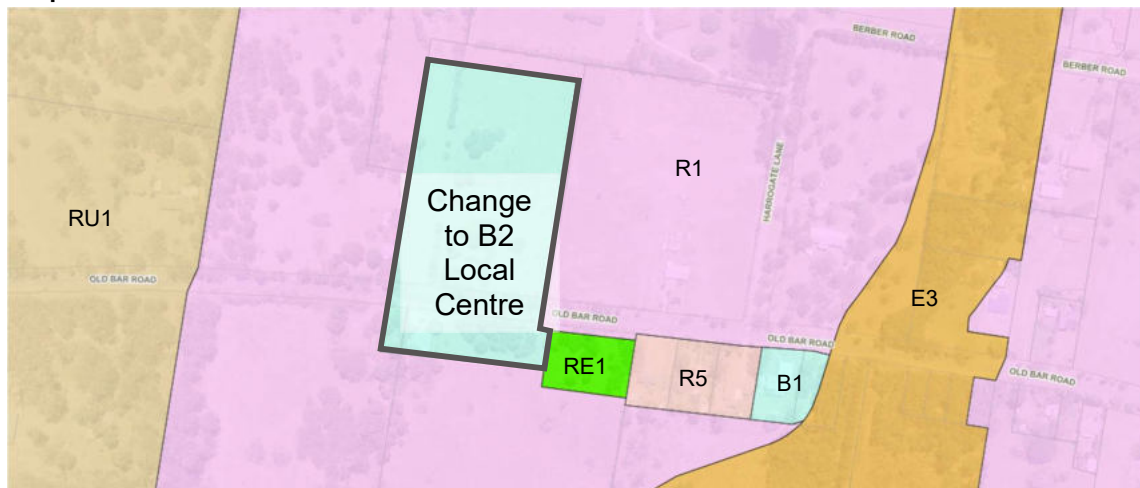 BERBER ROAD
BERBER ROAD
HARROGATE LANE
R1
RU1
Change
to B2
Local
Centre
OLD BAR ROAD
E3
OLD BAR ROAD
OLD BAR ROAD
RE1
R5
B1
OLD BAR ROAD